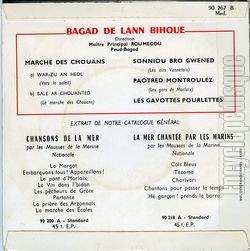 90 267 B
Med.
BAGAD DE LANN BIHOUE
Direction
Maître Principal ROUMEGOU
Peud-Bagad
MARCHE DES CHOUANS
a) WAR-ZU AN HEOL
(Vers le soleil)
b) BALE AR CHOUANTED
(La marche des Chouans)
SONNIOU BRO GWENED
(Les airs Vannetais)
PAOTRED MONTROULEZ
(Les gars de Morlaix)
LES GAVOTTES POURLETTES
EXTRAIT DE NOTRE CATALOGUE GÉNÉRAL
CHANSONS DE LA MER
par les Mousses de la Marine
Nationale
La Margot
Embarquons tous ! Appareillons !
Le pont d'Morlaix
Le Vin dans l'bidon
Les pêcheurs de Groix
Partance
La prière des Avronnais
La marche des Écoles
90 200 A - Standard
45 t. E.P.
LA MER CHANTÉE PAR LES MARINS
par les Mousses de la Marine
Nationale
Cols Bleus
Tacoma
Charivari
Chantons pour passer le temps
Hé garçon ! prends la barre
90 218 A - Standard
45 t. E.P.